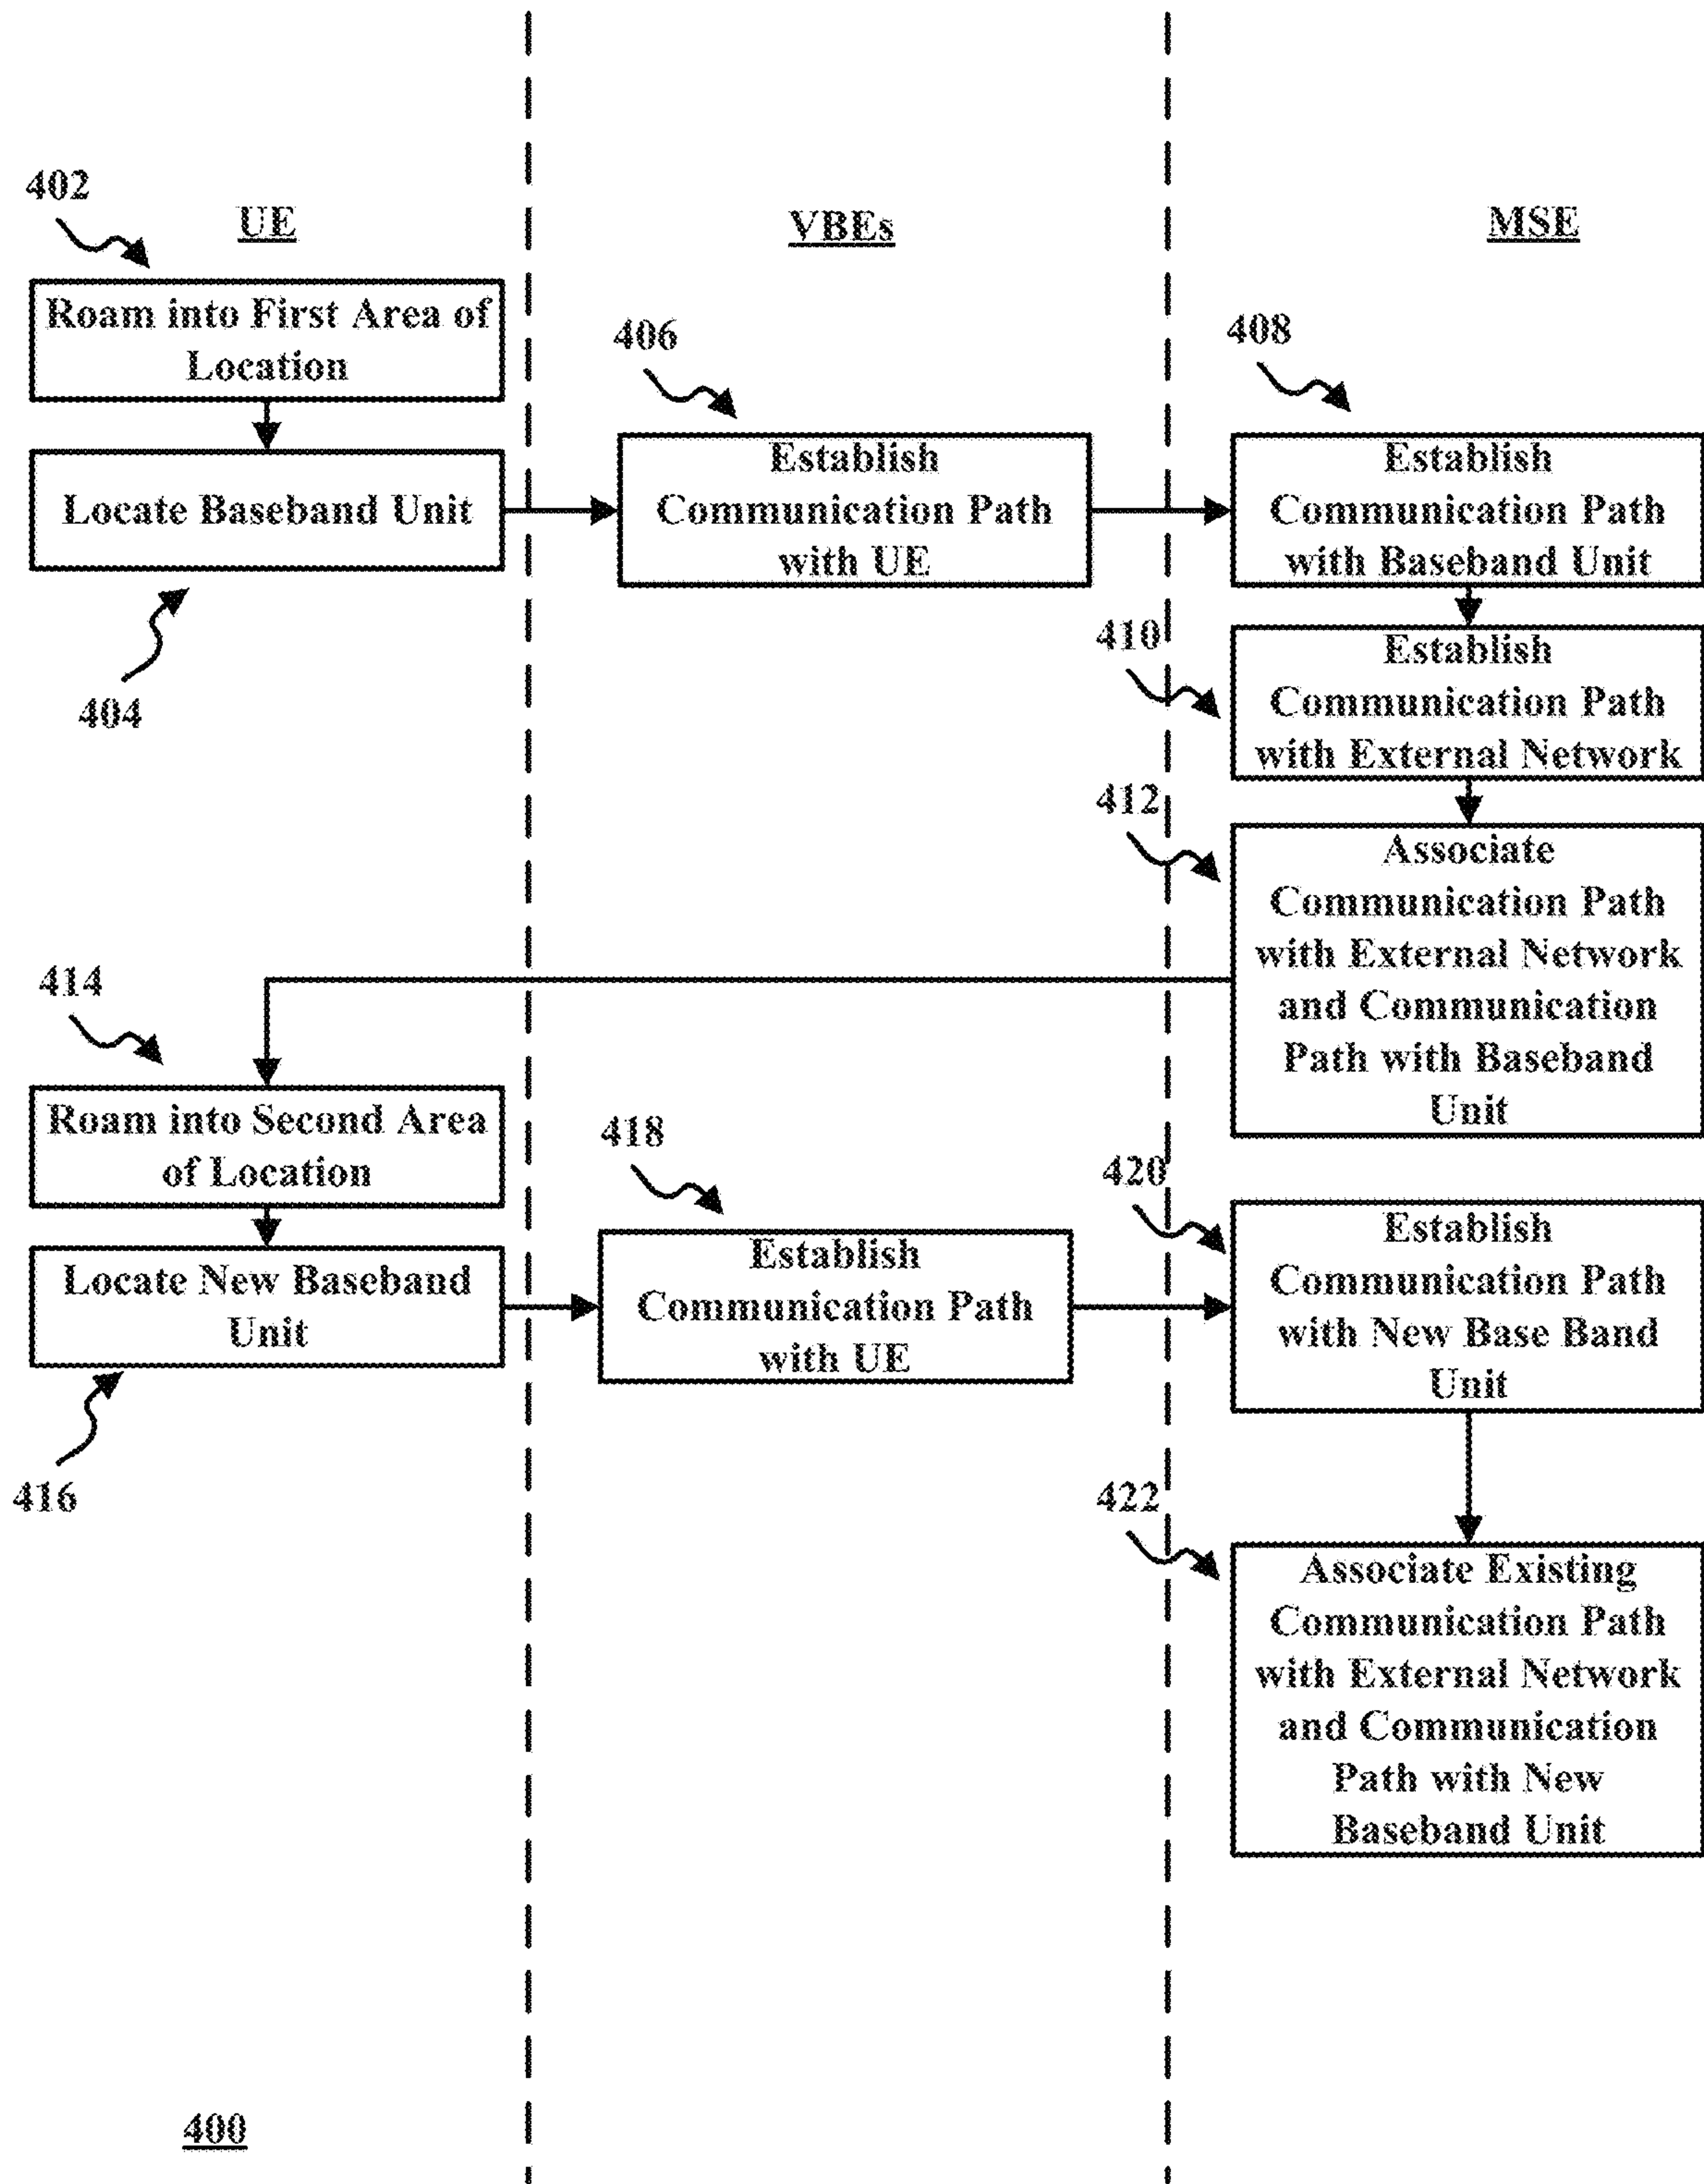 402
UE
VBEs
MSE
Roam into First Area of
Location
406
408
Locate Baseband Unit
404
Establish
Communication Path
with UE
Establish
Communication Path
with Baseband Unit
410
Establish
Communication Path
with External Network
412
Associate
Communication Path
with External Network
and Communication
Path with Baseband
Unit
414
Roam into Second Area
of Location
418
420
Locate New Baseband
Unit
416
Establish
Communication Path
with UE
Establish
Communication Path
with New Base Band
Unit
422
Associate Existing
Communication Path
with External Network
and Communication
Path with New
Baseband Unit
400